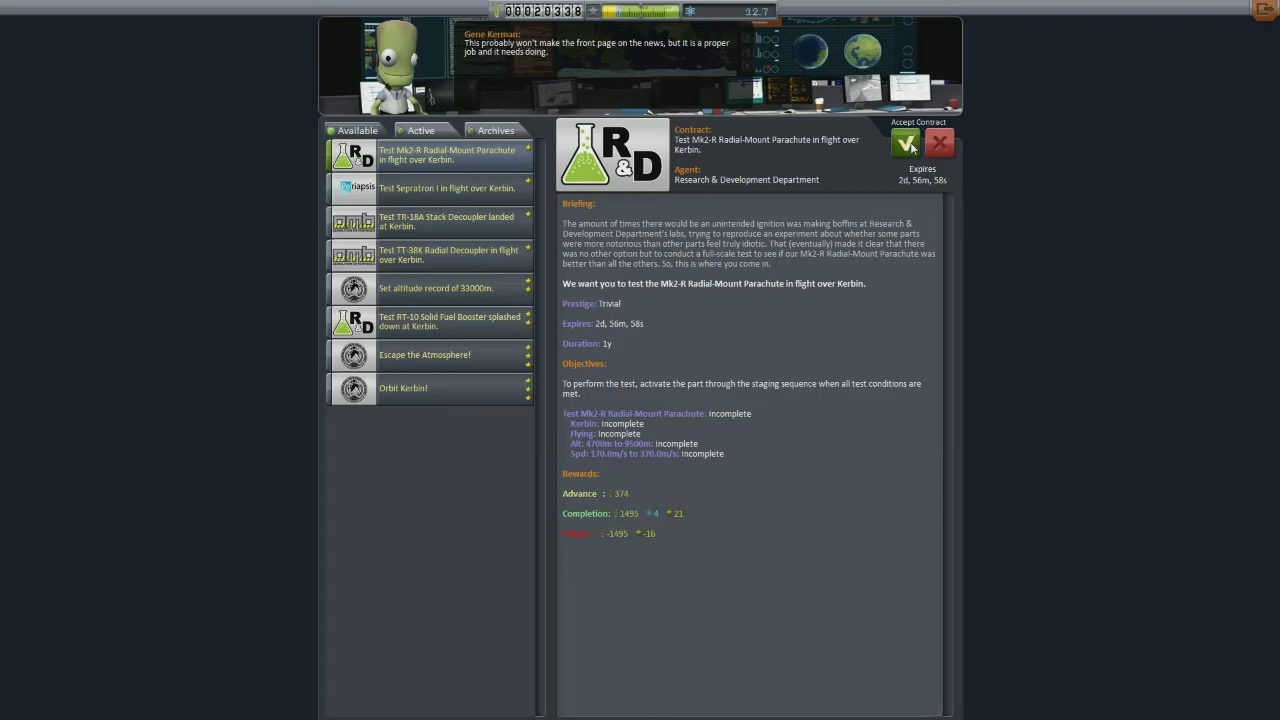 00020338
12.7
Gene Kerman:
This probably won't make the front page on the news, but it is a proper
job and it needs doing.
Available
Active
Archives
R&D
Test Mk2-R Radial-Mount Parachute
in flight over Kerbin.
Periapsis
Test Sepratron I in flight over Kerbin.
Test TR-18A Stack Decoupler landed
at Kerbin.
Test TT-38K Radial Decoupler in flight
over Kerbin.
Set altitude record of 33000m.
R&D
Test RT-10 Solid Fuel Booster splashed
down at Kerbin.
Escape the Atmosphere!
Orbit Kerbin!
R&D
Contract:
Test Mk2-R Radial-Mount Parachute in flight over
Kerbin.
Agent:
Research & Development Department
Accept Contract
Expires
2d, 56m, 58s
Briefing:
The amount of times there would be an unintended ignition was making boffins at Research &
Development Department's labs, trying to reproduce an experiment about whether some parts
were more notorious than other parts feel truly idiotic. That (eventually) made it clear that there
was no other option but to conduct a full-scale test to see if our Mk2-R Radial-Mount Parachute was
better than all the others. So, this is where you come in.
We want you to test the Mk2-R Radial-Mount Parachute in flight over Kerbin.
Prestige: Trivial
Expires: 2d, 56m, 58s
Duration: 1y
Objectives:
To perform the test, activate the part through the staging sequence when all test conditions are
met.
Test Mk2-R Radial-Mount Parachute: Incomplete
Kerbin: Incomplete
Flying: Incomplete
Alt: 4700m to 9500m: Incomplete
Spd: 170.0m/s to 370.0m/s: Incomplete
Rewards:
Advance : 374
Completion: 1495 4 21
-1495 -16